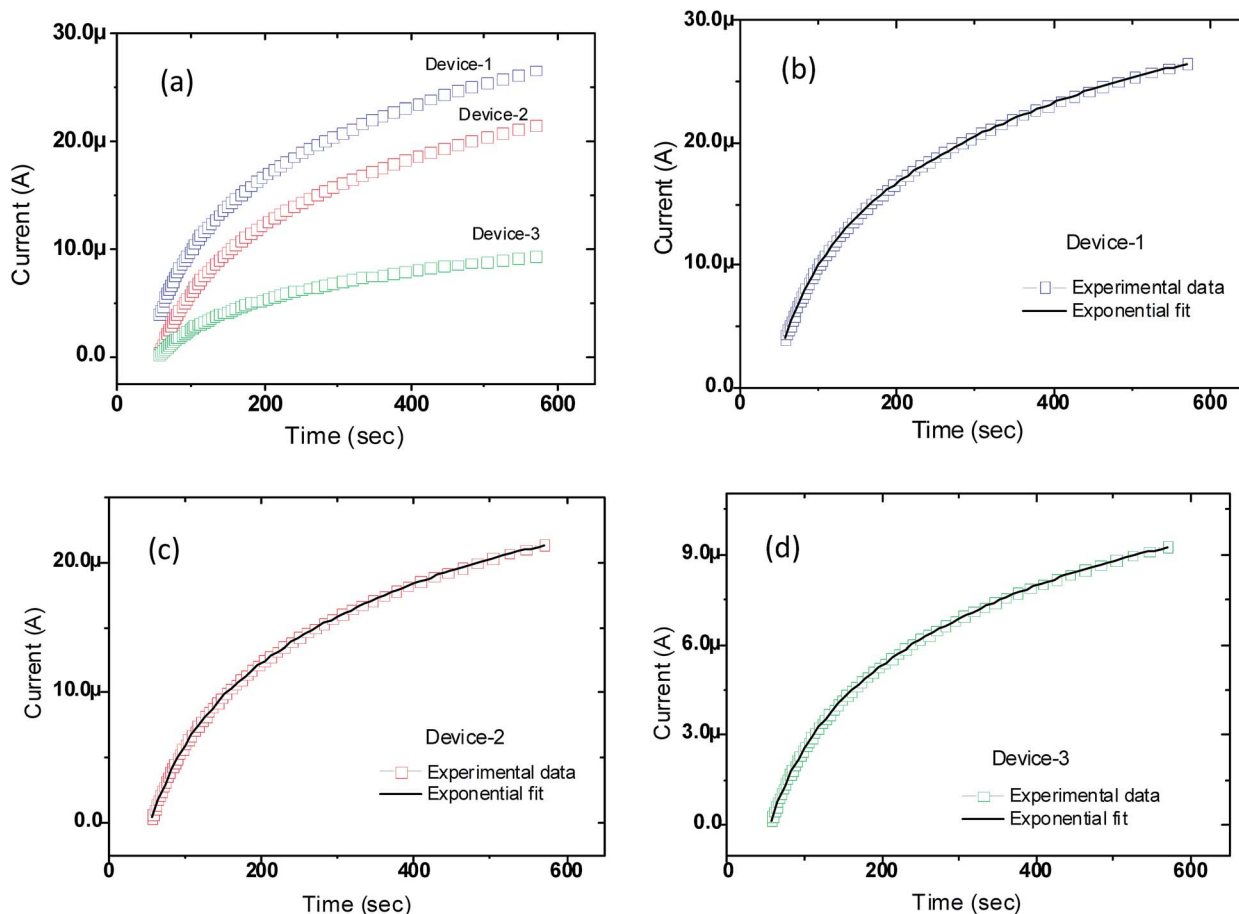 30.0µ
(a)
Device-1
Device-2
Device-3
20.0µ
10.0µ
0.0
Current (A)
0 200 400 600
Time (sec)
30.0µ
(b)
20.0µ
10.0µ
0.0
Current (A)
Device-1
Experimental data
Exponential fit
0 200 400 600
Time (sec)
(c)
20.0µ
10.0µ
0.0
Current (A)
Device-2
Experimental data
Exponential fit
200 400 600
Time (sec)
(d)
9.0µ
6.0µ
3.0µ
0.0
Current (A)
Device-3
Experimental data
Exponential fit
0 200 400 600
Time (sec)